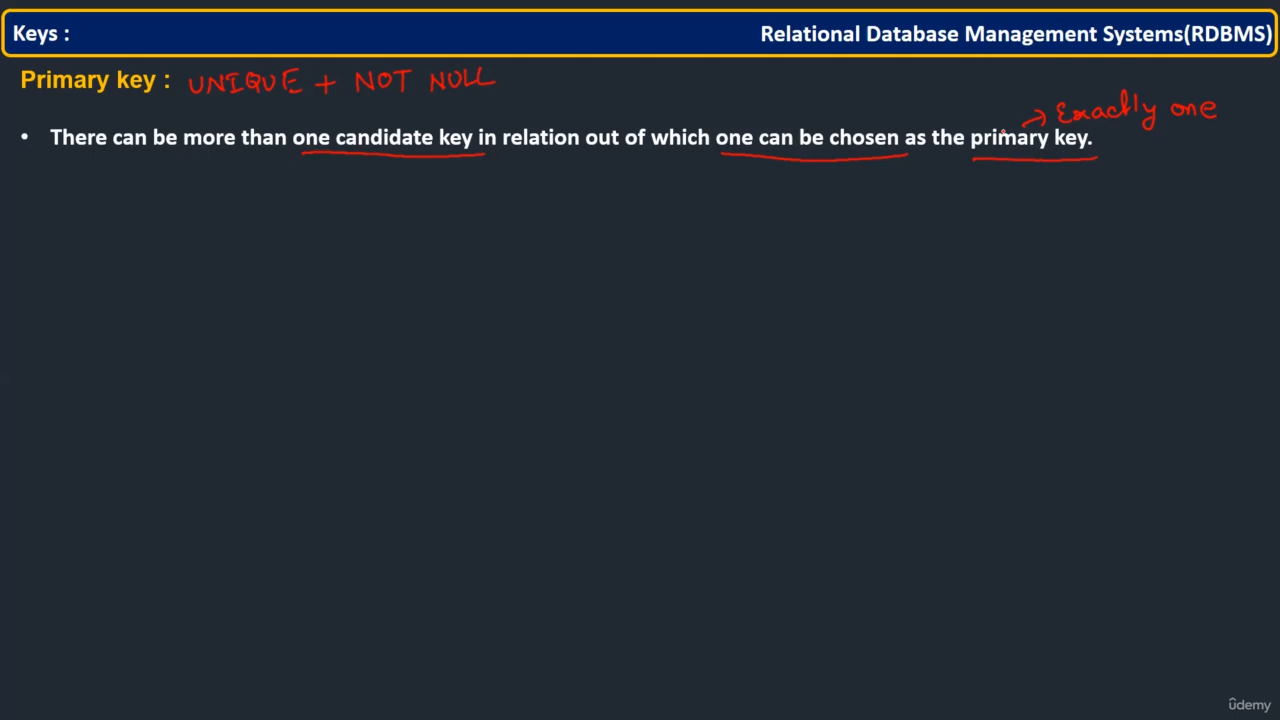 Keys : Relational Database Management Systems(RDBMS)
Primary key : UNIQUE + NOT NULL
→ Exactly one
• There can be more than one candidate key in relation out of which one can be chosen as the primary key.
ûdemy